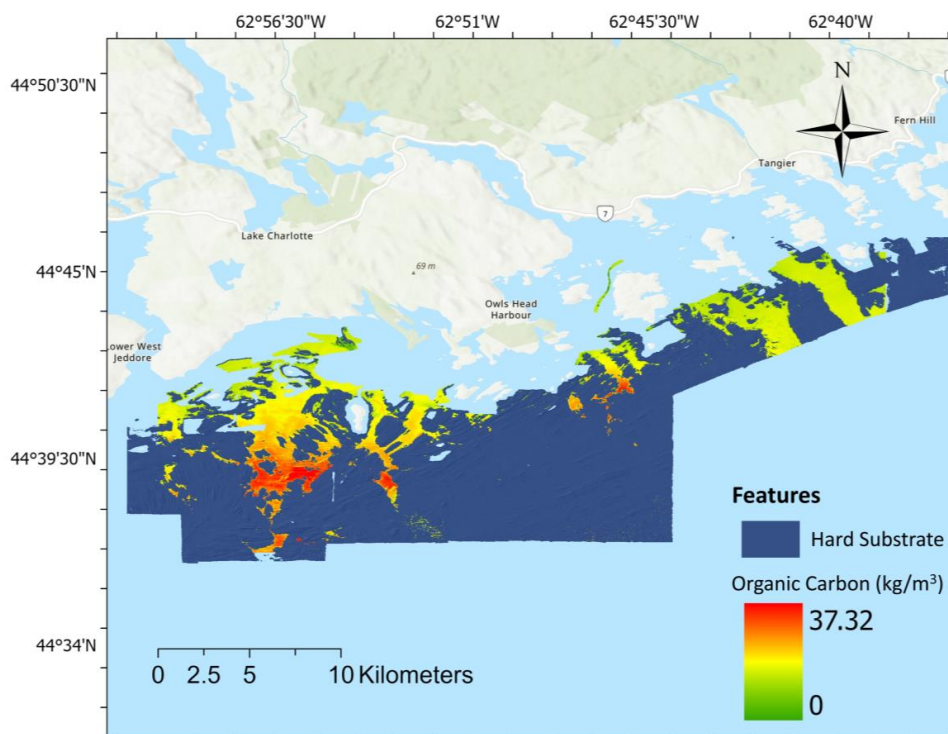 62°56'30"W 62°51'W 62°45'30"W 62°40'W
44°50'30"N
N
Fern Hill
Tangier
7
Lake Charlotte
44°45'N
69 m
Owls Head
Harbour
ower West
Jeddore
44°39'30"N
Features
Hard Substrate
Organic Carbon (kg/m³)
37.32
0
44°34'N
0 2.5 5 10 Kilometers